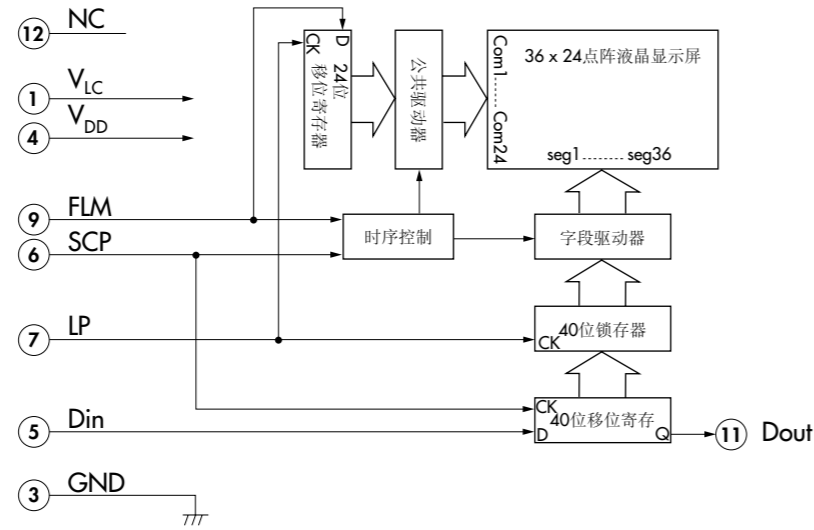 12 NC
1 VLC
4 VDD
9 FLM
6 SCP
7 LP
5 Din
3 GND
CK D
24位
移位寄存器
公共驱动器
Com1......Com24
36 x 24点阵液晶显示屏
seg1........ seg36
时序控制
字段驱动器
40位锁存器
CK
CK
40位移位寄存
D
Q
11 Dout